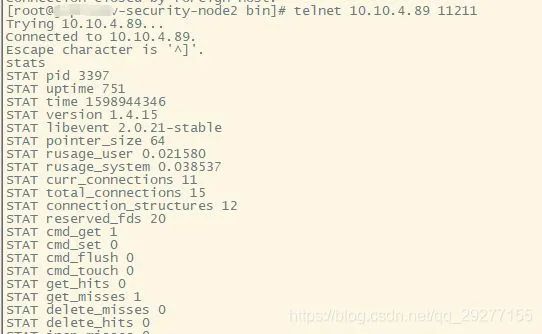 connection closed by foreign host.
[root@ v-security-node2 bin]# telnet 10.10.4.89 11211
Trying 10.10.4.89...
Connected to 10.10.4.89.
Escape character is '^]'.
stats
STAT pid 3397
STAT uptime 751
STAT time 1598944346
STAT version 1.4.15
STAT libevent 2.0.21-stable
STAT pointer_size 64
STAT rusage_user 0.021580
STAT rusage_system 0.038537
STAT curr_connections 11
STAT total_connections 15
STAT connection_structures 12
STAT reserved_fds 20
STAT cmd_get 1
STAT cmd_set 0
STAT cmd_flush 0
STAT cmd_touch 0
STAT get_hits 0
STAT get_misses 1
STAT delete_misses 0
STAT delete_hits 0
STAT incr_misses 0
https://blog.csdn.net/qq_29277155